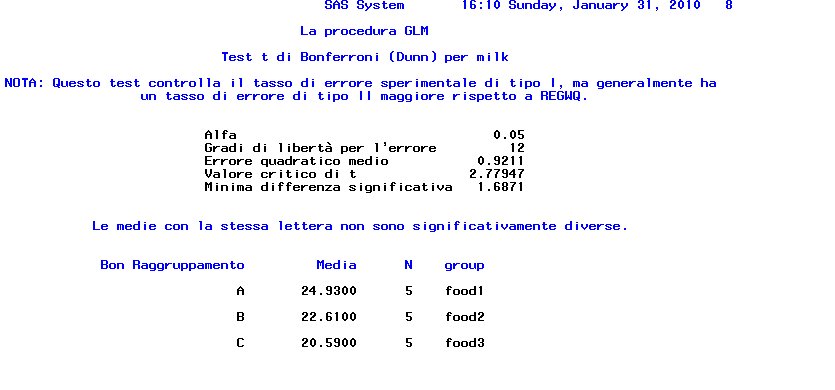 SAS System 16:10 Sunday, January 31, 2010 8
La procedura GLM
Test t di Bonferroni (Dunn) per milk
NOTA: Questo test controlla il tasso di errore sperimentale di tipo I, ma generalmente ha
un tasso di errore di tipo II maggiore rispetto a REGWQ.
Alfa 0.05
Gradi di libertà per l'errore 12
Errore quadratico medio 0.9211
Valore critico di t 2.77947
Minima differenza significativa 1.6871
Le medie con la stessa lettera non sono significativamente diverse.
Bon Raggruppamento Media N group
A 24.9300 5 food1
B 22.6100 5 food2
C 20.5900 5 food3